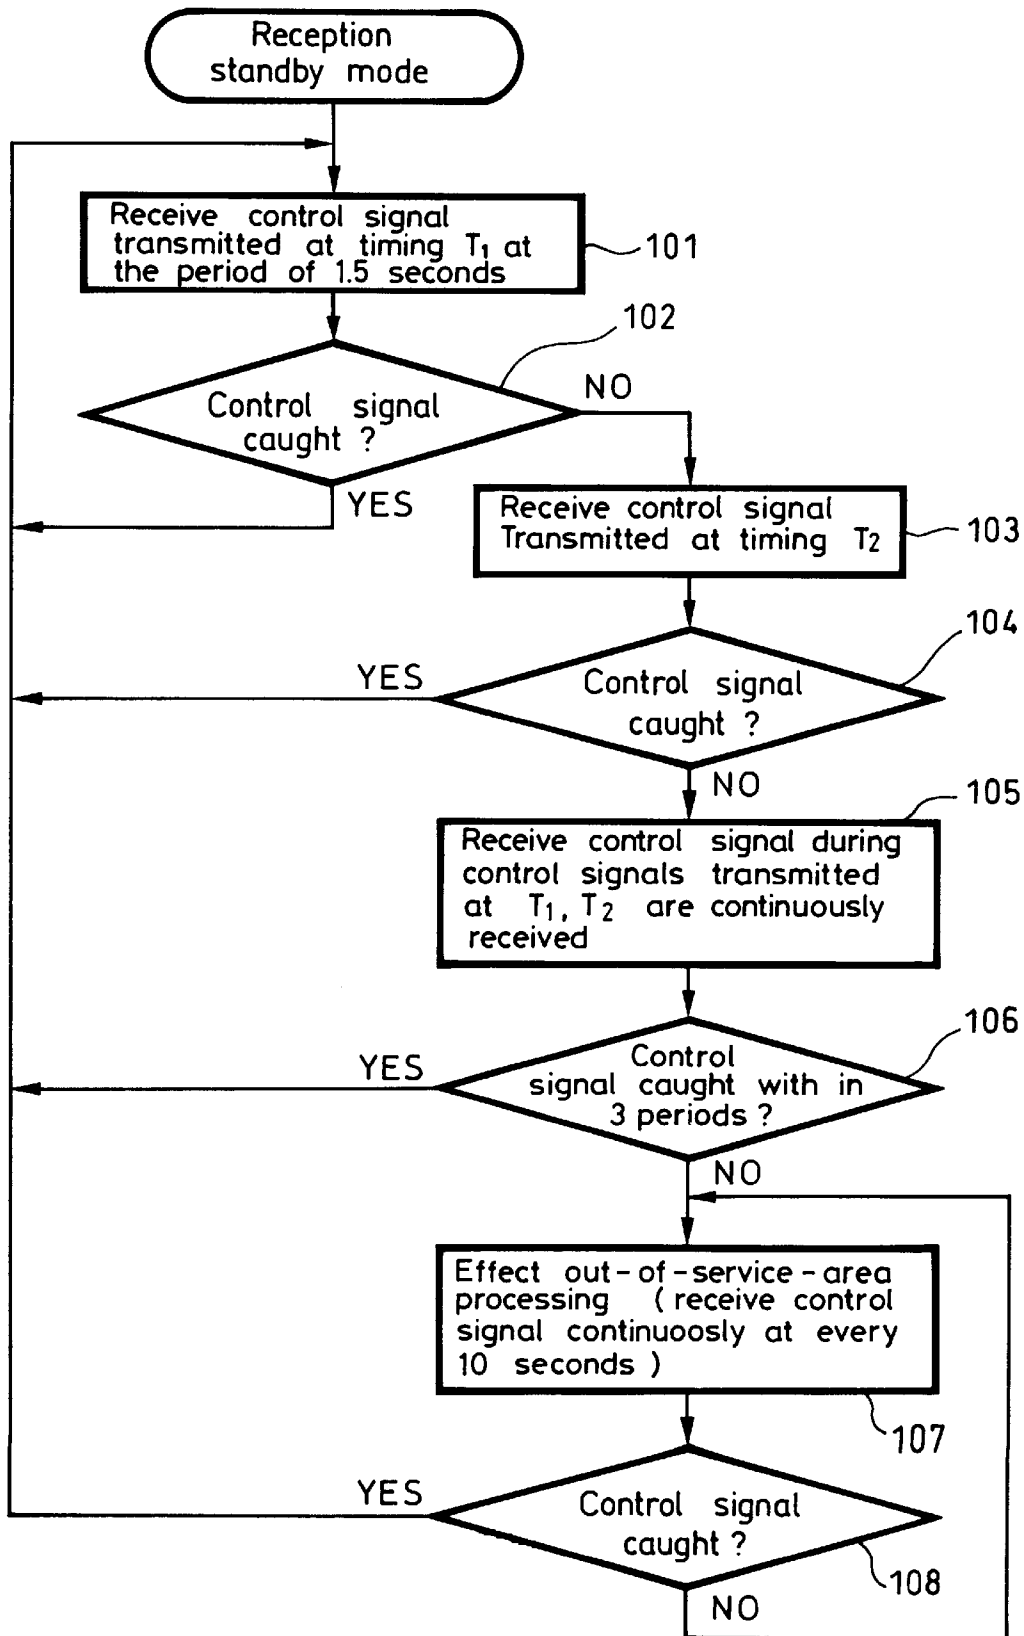 Reception
standby mode
Receive control signal
transmitted at timing T1 at
the period of 1.5 seconds
101
102
Control signal
caught ?
NO
YES
Receive control signal
Transmitted at timing T2
103
104
Control signal
caught ?
YES
NO
105
Receive control signal during
control signals transmitted
at T1, T2 are continuously
received
106
Control
signal caught with in
3 periods ?
YES
NO
Effect out-of-service-area
processing (receive control
signal continuoosly at every
10 seconds)
107
Control signal
caught ?
YES
108
NO